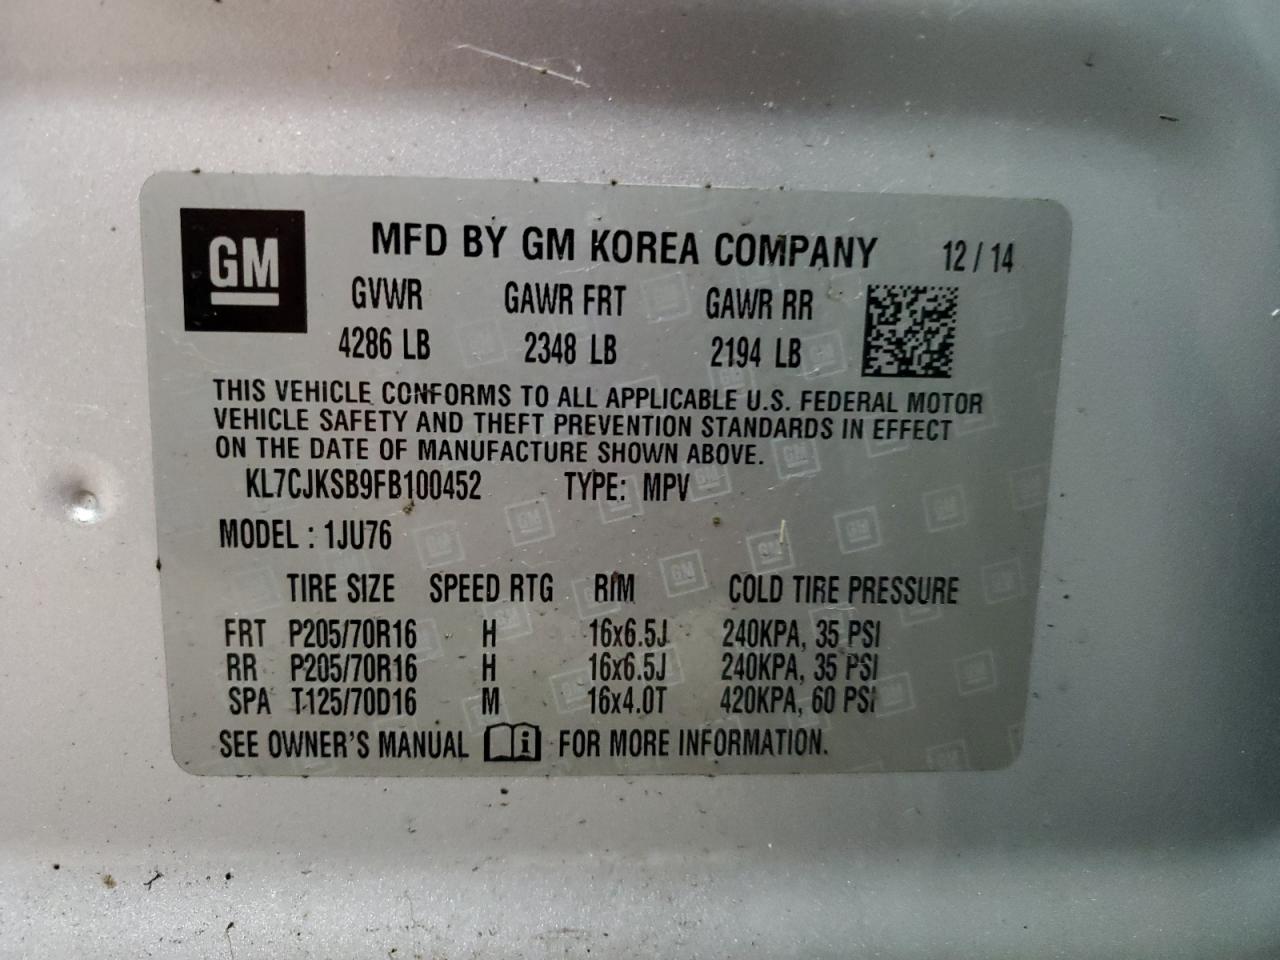 GM
MFD BY GM KOREA COMPANY 12 / 14
GVWR GAWR FRT GAWR RR
4286 LB 2348 LB 2194 LB
THIS VEHICLE CONFORMS TO ALL APPLICABLE U.S. FEDERAL MOTOR
VEHICLE SAFETY AND THEFT PREVENTION STANDARDS IN EFFECT
ON THE DATE OF MANUFACTURE SHOWN ABOVE.
KL7CJKSB9FB100452 TYPE: MPV
MODEL : 1JU76
TIRE SIZE SPEED RTG RIM COLD TIRE PRESSURE
FRT P205/70R16 H 16x6.5J 240KPA, 35 PSI
RR P205/70R16 H 16x6.5J 240KPA, 35 PSI
SPA T125/70D16 M 16x4.0T 420KPA, 60 PSI
SEE OWNER'S MANUAL i FOR MORE INFORMATION.